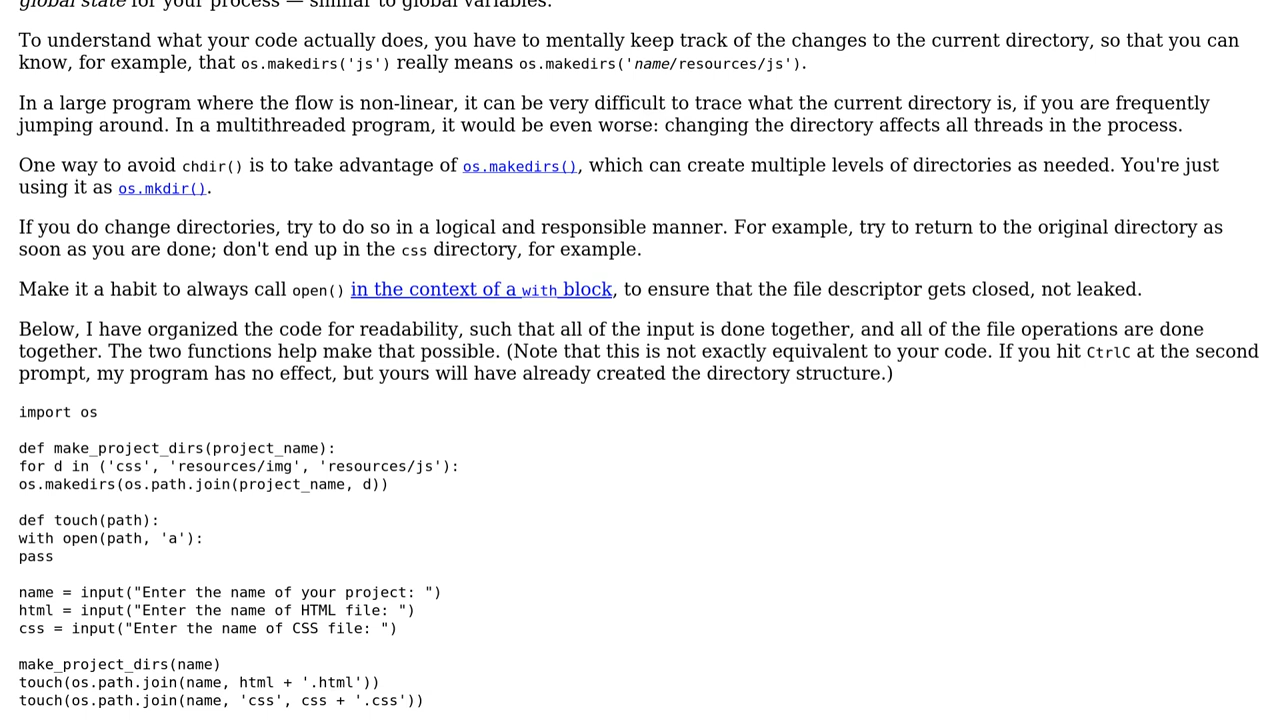 global state for your process — similar to global variables.
To understand what your code actually does, you have to mentally keep track of the changes to the current directory, so that you can
know, for example, that os.makedirs('js') really means os.makedirs('name/resources/js').
In a large program where the flow is non-linear, it can be very difficult to trace what the current directory is, if you are frequently
jumping around. In a multithreaded program, it would be even worse: changing the directory affects all threads in the process.
One way to avoid chdir() is to take advantage of os.makedirs(), which can create multiple levels of directories as needed. You're just
using it as os.mkdir().
If you do change directories, try to do so in a logical and responsible manner. For example, try to return to the original directory as
soon as you are done; don't end up in the css directory, for example.
Make it a habit to always call open() in the context of a with block, to ensure that the file descriptor gets closed, not leaked.
Below, I have organized the code for readability, such that all of the input is done together, and all of the file operations are done
together. The two functions help make that possible. (Note that this is not exactly equivalent to your code. If you hit CtrlC at the second
prompt, my program has no effect, but yours will have already created the directory structure.)
import os
def make_project_dirs(project_name):
for d in ('css', 'resources/img', 'resources/js'):
os.makedirs(os.path.join(project_name, d))
def touch(path):
with open(path, 'a'):
pass
name = input("Enter the name of your project: ")
html = input("Enter the name of HTML file: ")
css = input("Enter the name of CSS file: ")
make_project_dirs(name)
touch(os.path.join(name, html + '.html'))
touch(os.path.join(name, 'css', css + '.css'))